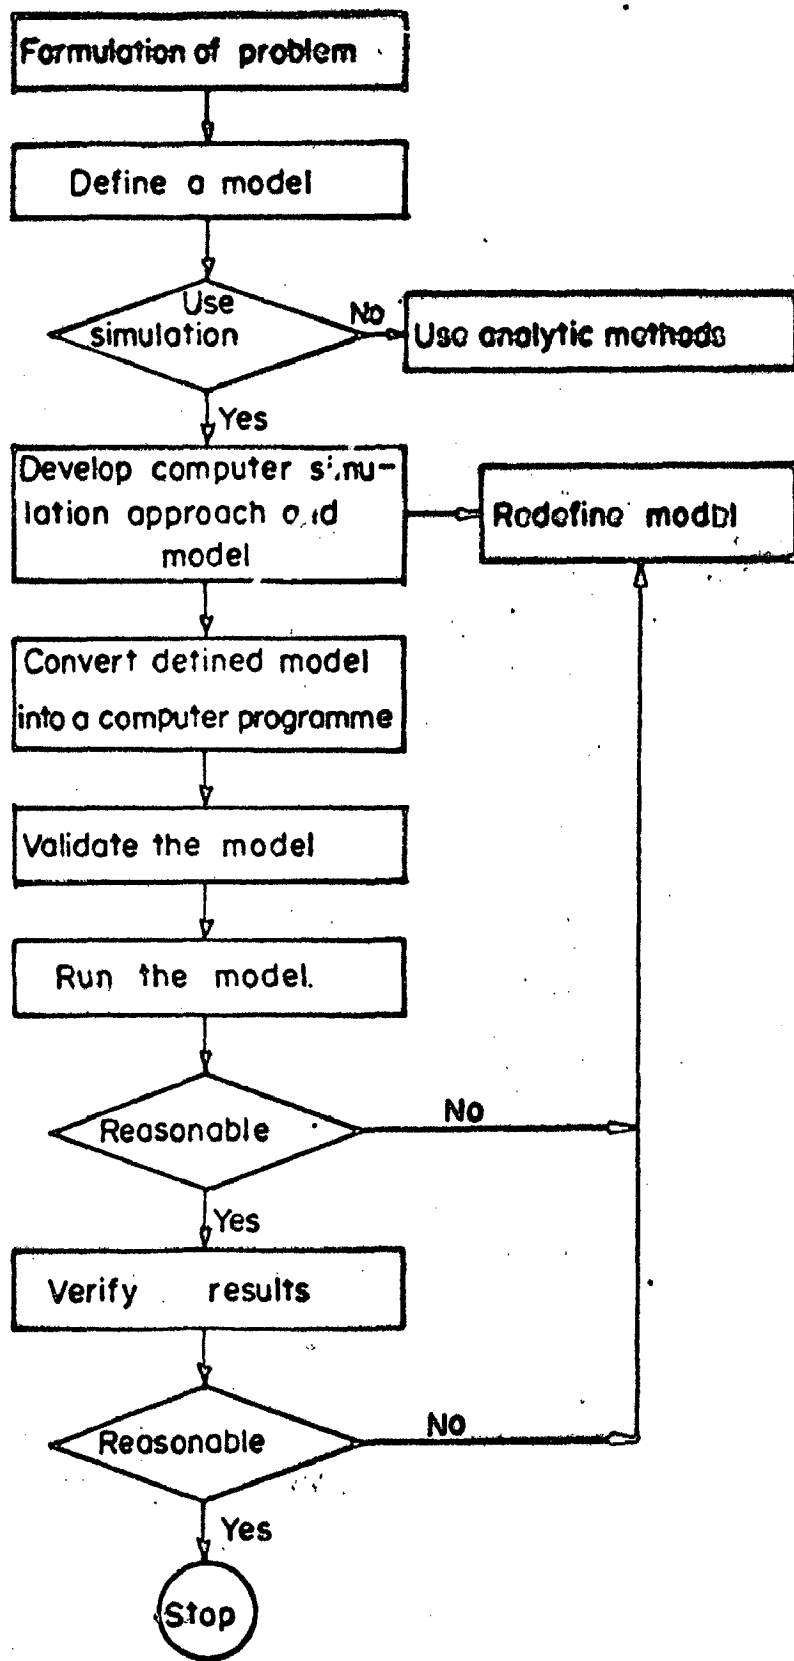 Formulation of problem
Define a model
Use
simulation
No
Use analytic methods
Yes
Develop computer simu-
lation approach and
model
Redefine model
Convert defined model
into a computer programme
Validate the model
Run the model.
Reasonable
No
Yes
Verify results
Reasonable
No
Yes
Stop